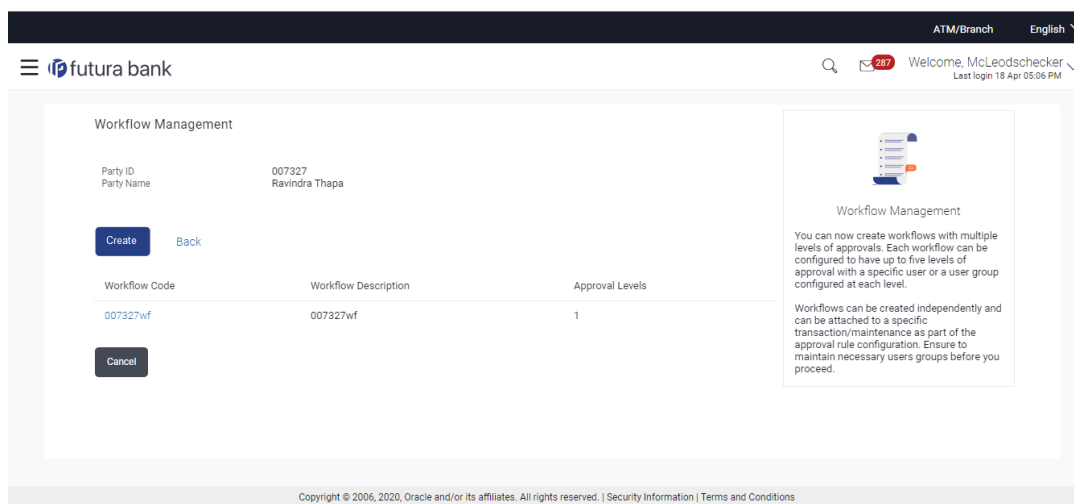 ATM/Branch English
futura bank
287
Welcome, McLeodschecker
Last login 18 Apr 05:06 PM
Workflow Management
Party ID 007327
Party Name Ravindra Thapa
Create Back
Workflow Code Workflow Description Approval Levels
007327wf 007327wf 1
Cancel
Workflow Management
You can now create workflows with multiple
levels of approvals. Each workflow can be
configured to have up to five levels of
approval with a specific user or a user group
configured at each level.
Workflows can be created independently and
can be attached to a specific
transaction/maintenance as part of the
approval rule configuration. Ensure to
maintain necessary users groups before you
proceed.
Copyright © 2006, 2020, Oracle and/or its affiliates. All rights reserved. | Security Information | Terms and Conditions